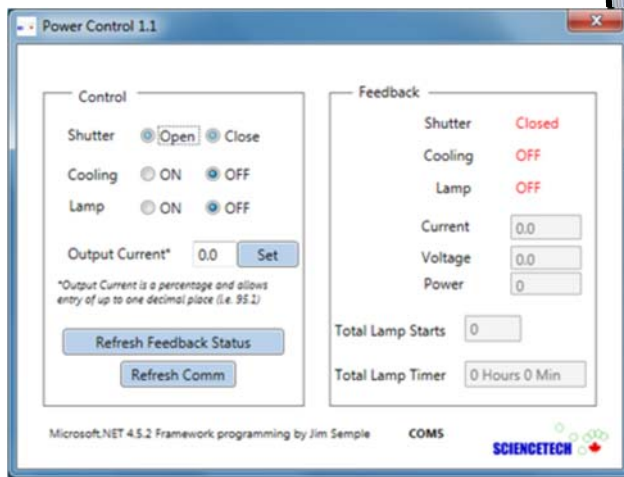 Power Control 1.1
Control
Shutter Open Close
Cooling ON OFF
Lamp ON OFF
Output Current* 0.0 Set
*Output Current is a percentage and allows
entry of up to one decimal place (i.e. 95.1)
Refresh Feedback Status
Refresh Comm
Feedback
Shutter Closed
Cooling OFF
Lamp OFF
Current 0.0
Voltage 0.0
Power 0
Total Lamp Starts 0
Total Lamp Timer 0 Hours 0 Min
Microsoft.NET 4.5.2 Framework programming by Jim Semple COM5
SCIENCETECH